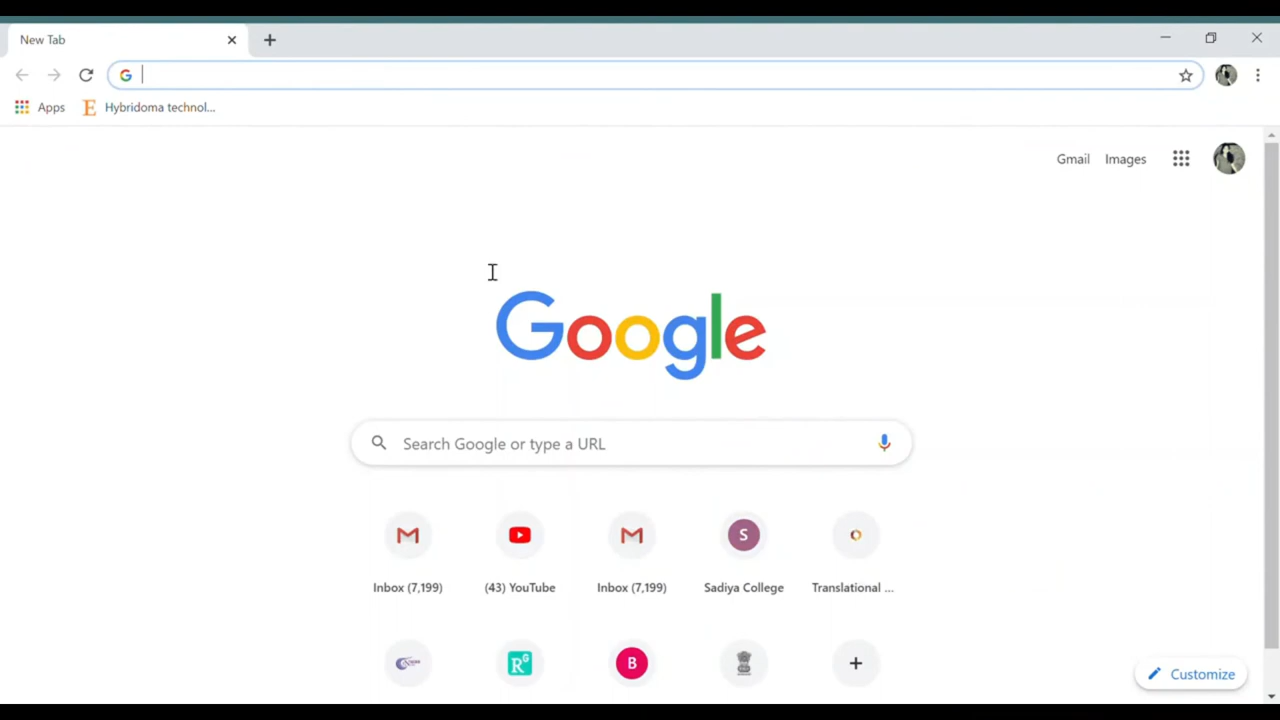 New Tab
Apps
Hybridoma technol...
Gmail Images
Google
Search Google or type a URL
S
Inbox (7,199) (43) YouTube Inbox (7,199) Sadiya College Translational ...
RG B
Customize